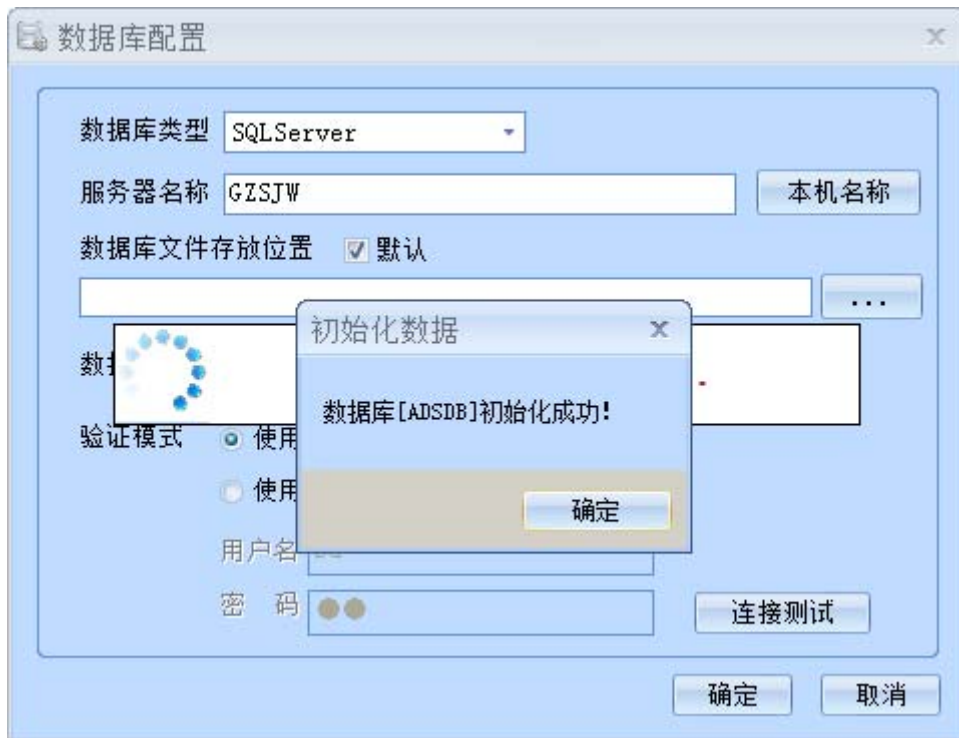 数据库配置
数据库类型 SQLServer
服务器名称 GZSJW 本机名称
数据库文件存放位置 默认
...
初始化数据
数据库[ADSDB]初始化成功!
确定
验证模式 使用
使用
用户名
密 码 ●●
连接测试
确定 取消